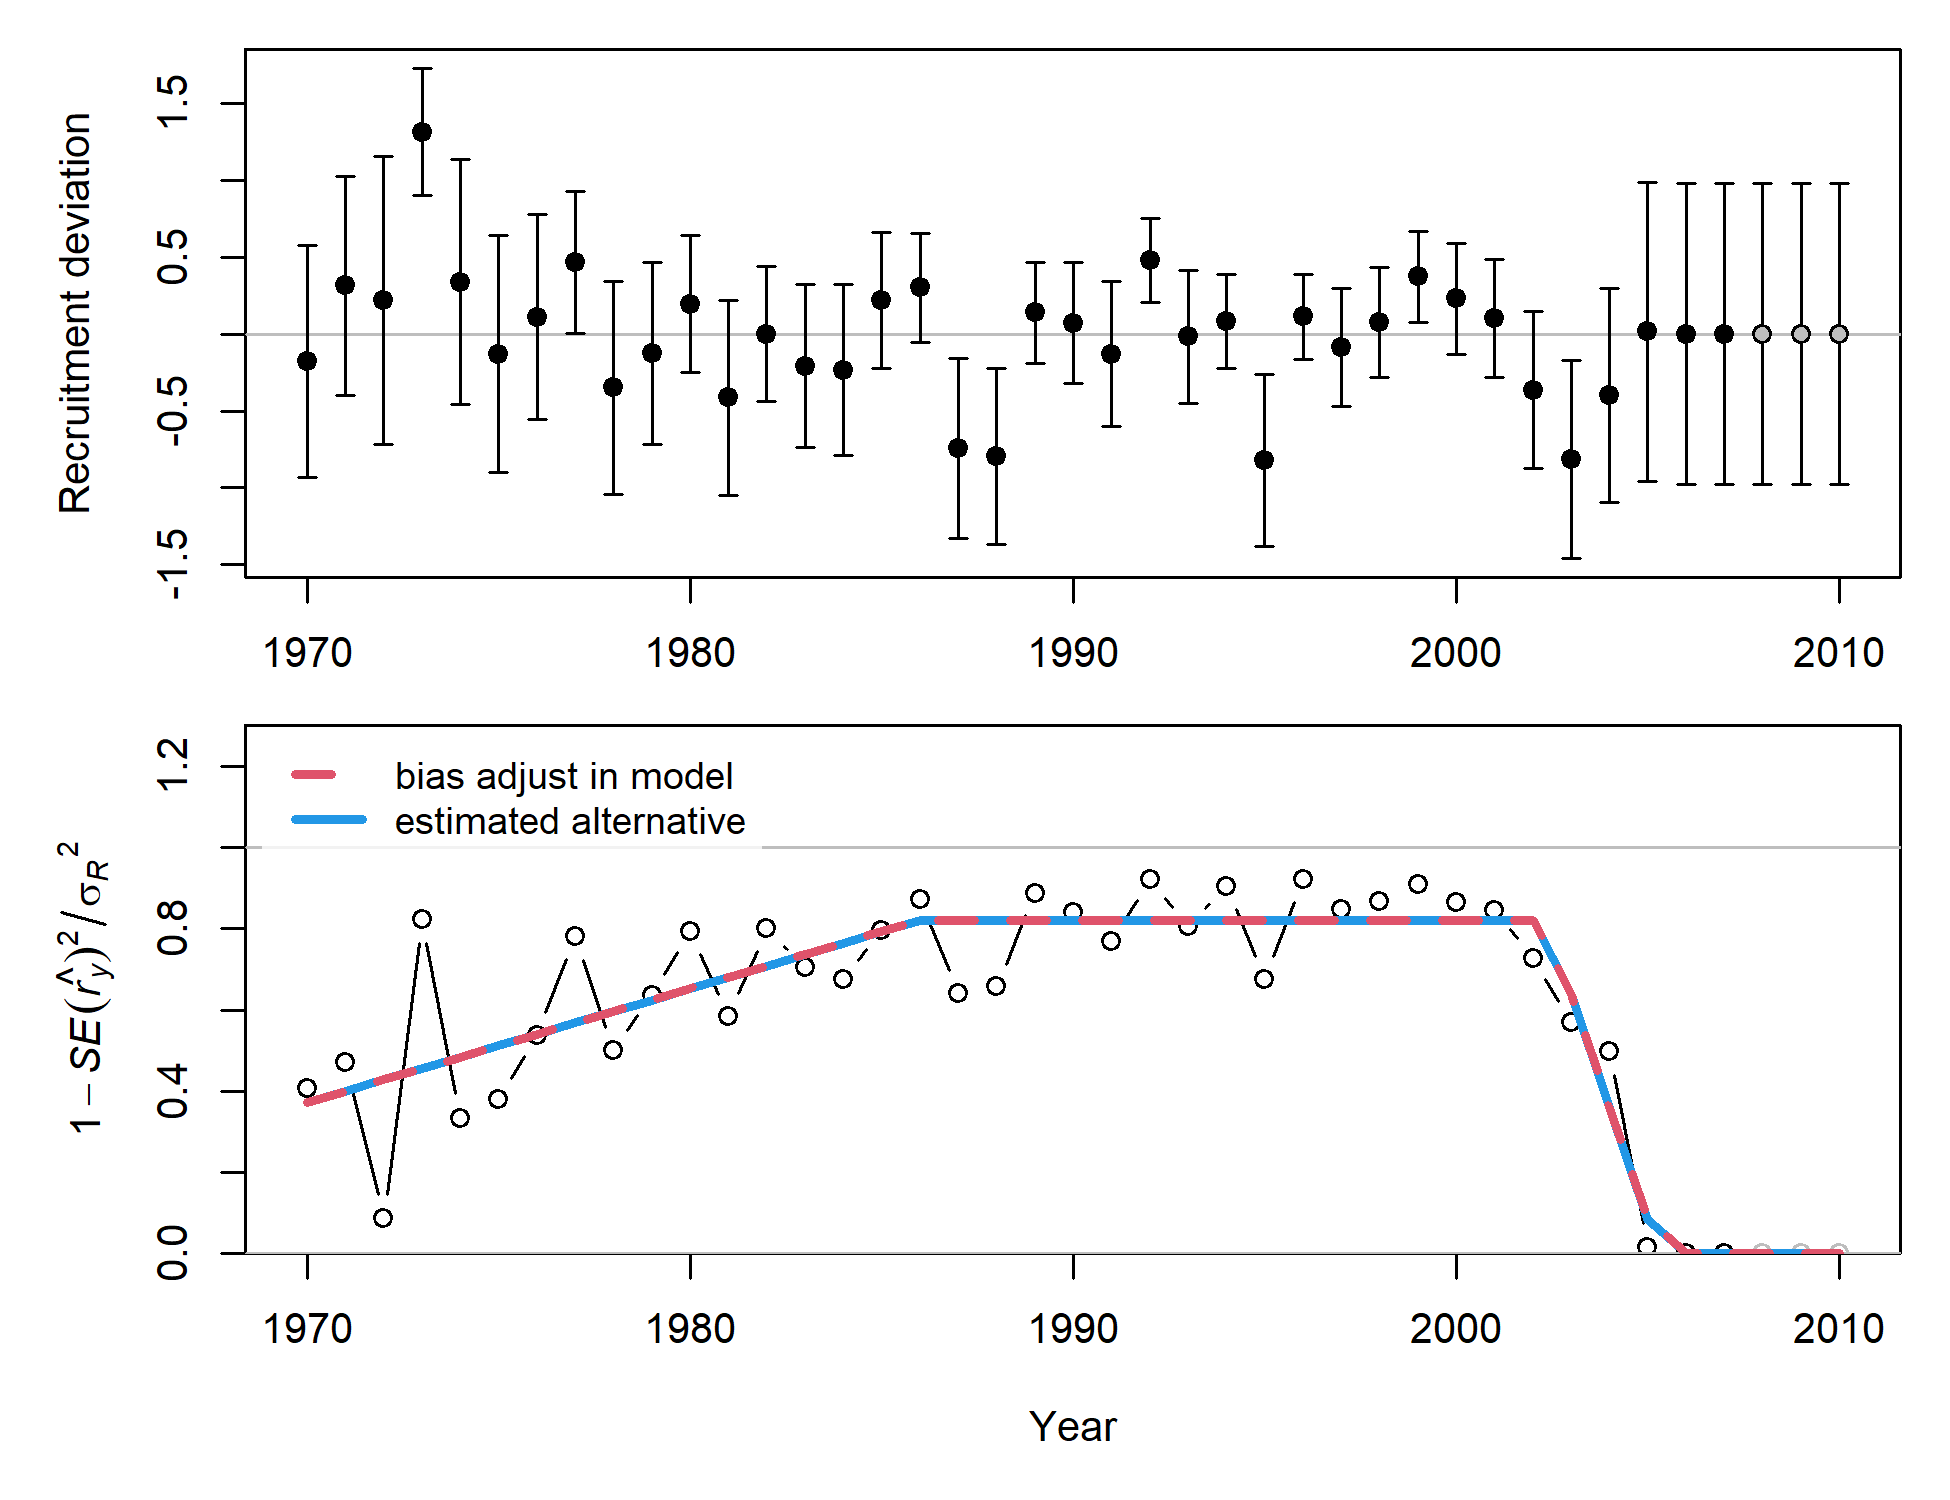 Recruitment deviation
1.5
0.5
-0.5
-1.5
1970 1980 1990 2000 2010
bias adjust in model
estimated alternative
1 − SE(r̂y)² / σR²
1.2
0.8
0.4
0.0
1970 1980 1990 2000 2010
Year